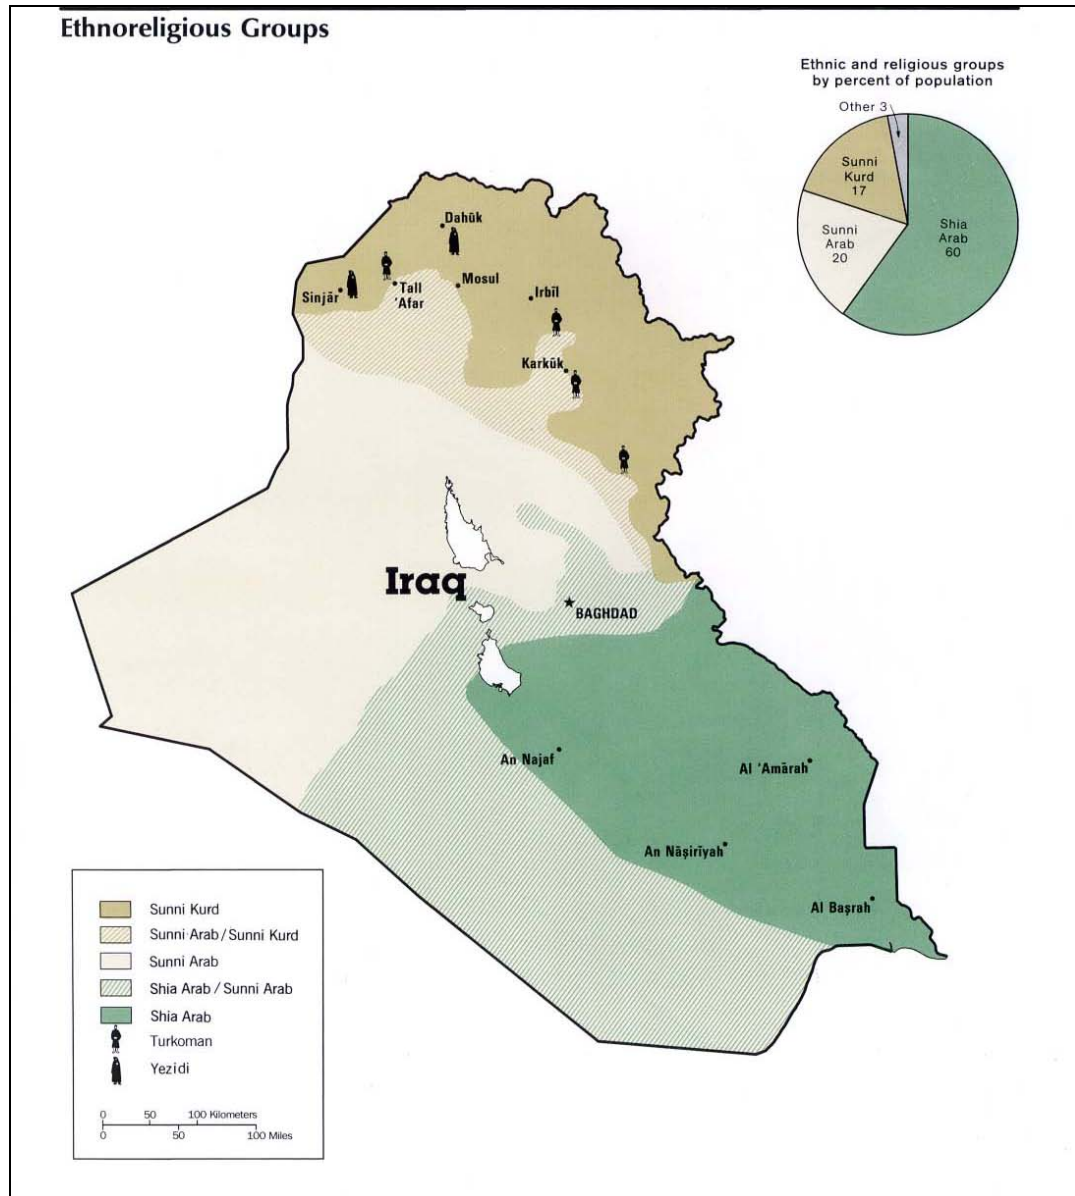 Ethnoreligious Groups
Ethnic and religious groups
by percent of population
Other 3
Sunni
Kurd
17
Sunni
Arab
20
Shia
Arab
60
Dahūk
Sinjār
Tall
'Afar
Mosul
Irbīl
Karkūk
Iraq
BAGHDAD
An Najaf
Al 'Amārah
An Nāşirīyah
Al Başrah
Sunni Kurd
Sunni Arab/Sunni Kurd
Sunni Arab
Shia Arab/Sunni Arab
Shia Arab
Turkoman
Yezidi
0 50 100 Kilometers
0 50 100 Miles